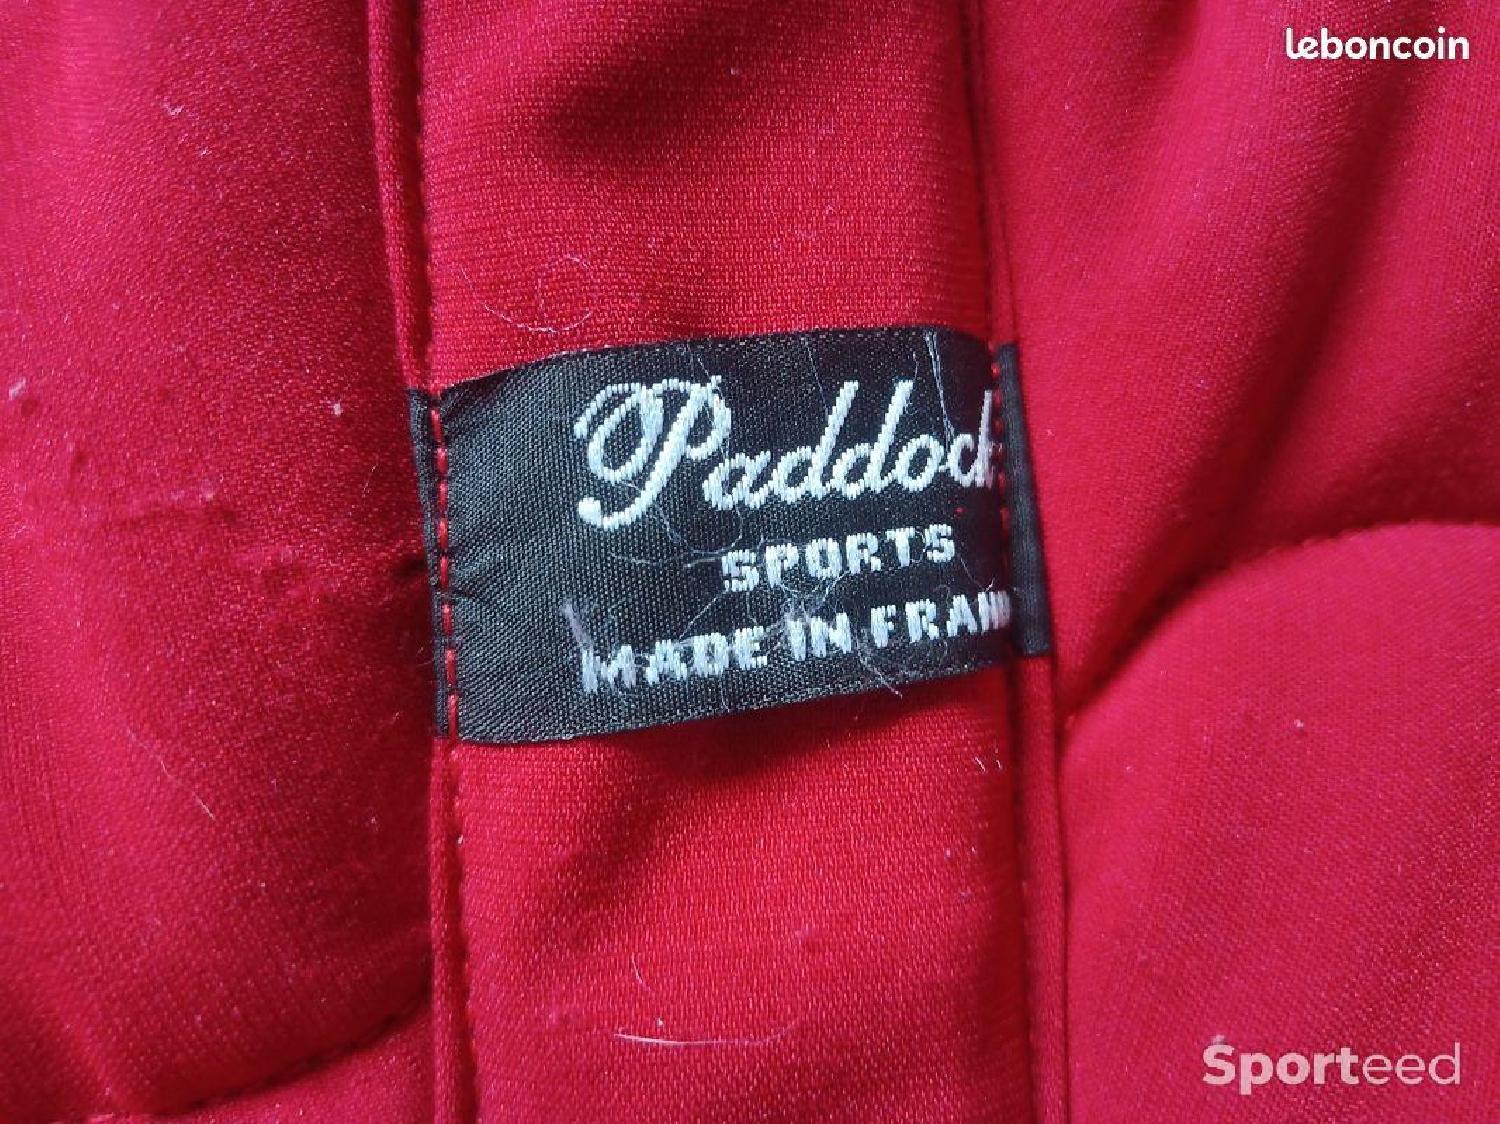 leboncoin
Paddock
SPORTS
MADE IN FRAN
Sporteed